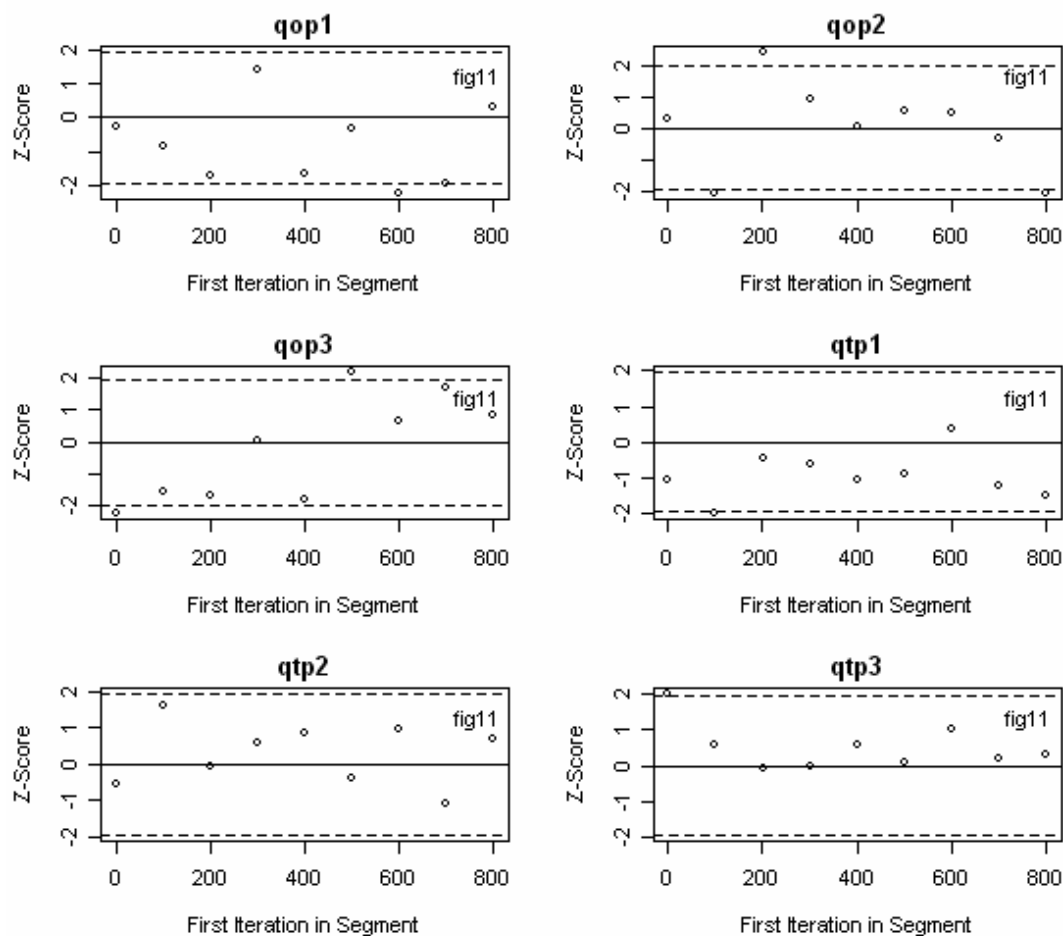 qop1
2
1
0
-2
Z-Score
fig11
0 200 400 600 800
First Iteration in Segment
qop2
2
1
0
-2
Z-Score
fig11
0 200 400 600 800
First Iteration in Segment
qop3
2
1
0
-2
Z-Score
fig11
0 200 400 600 800
First Iteration in Segment
qtp1
2
1
0
-1
-2
Z-Score
fig11
0 200 400 600 800
First Iteration in Segment
qtp2
2
1
0
-1
-2
Z-Score
fig11
0 200 400 600 800
First Iteration in Segment
qtp3
2
1
0
-1
-2
Z-Score
fig11
0 200 400 600 800
First Iteration in Segment